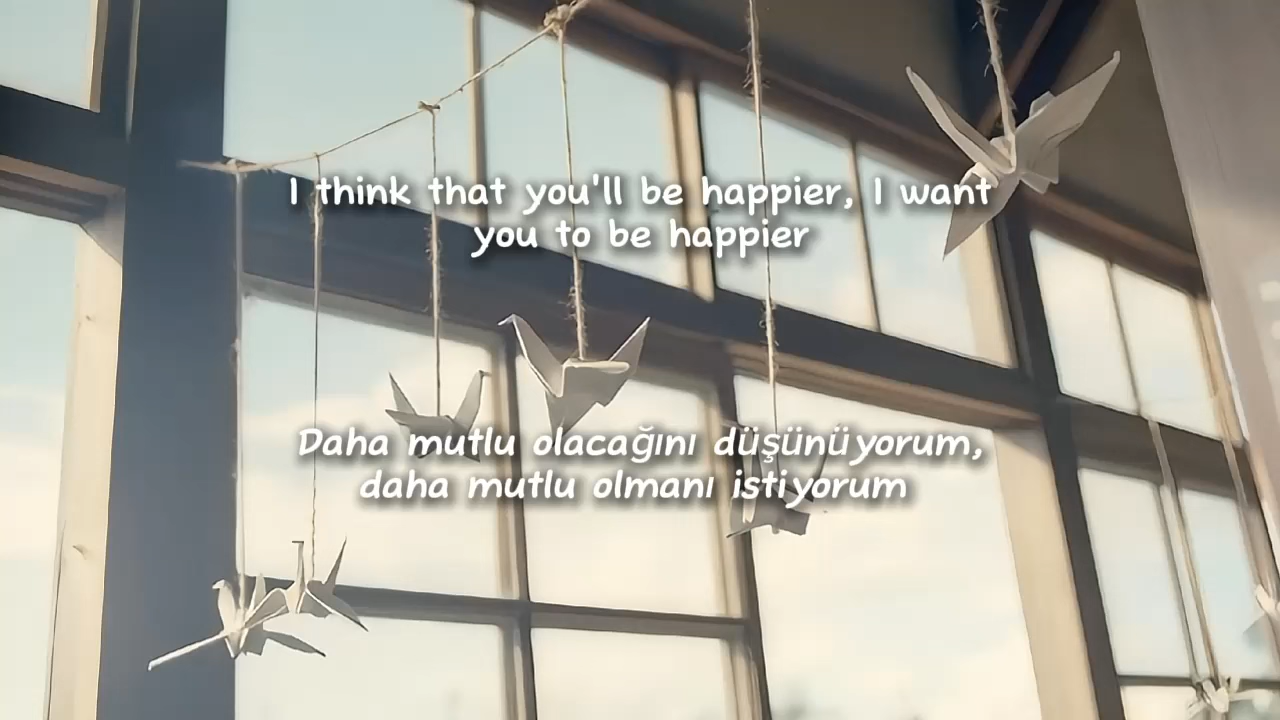 I think that you'll be happier, I want
you to be happier
Daha mutlu olacağını düşünüyorum,
daha mutlu olmanı istiyorum